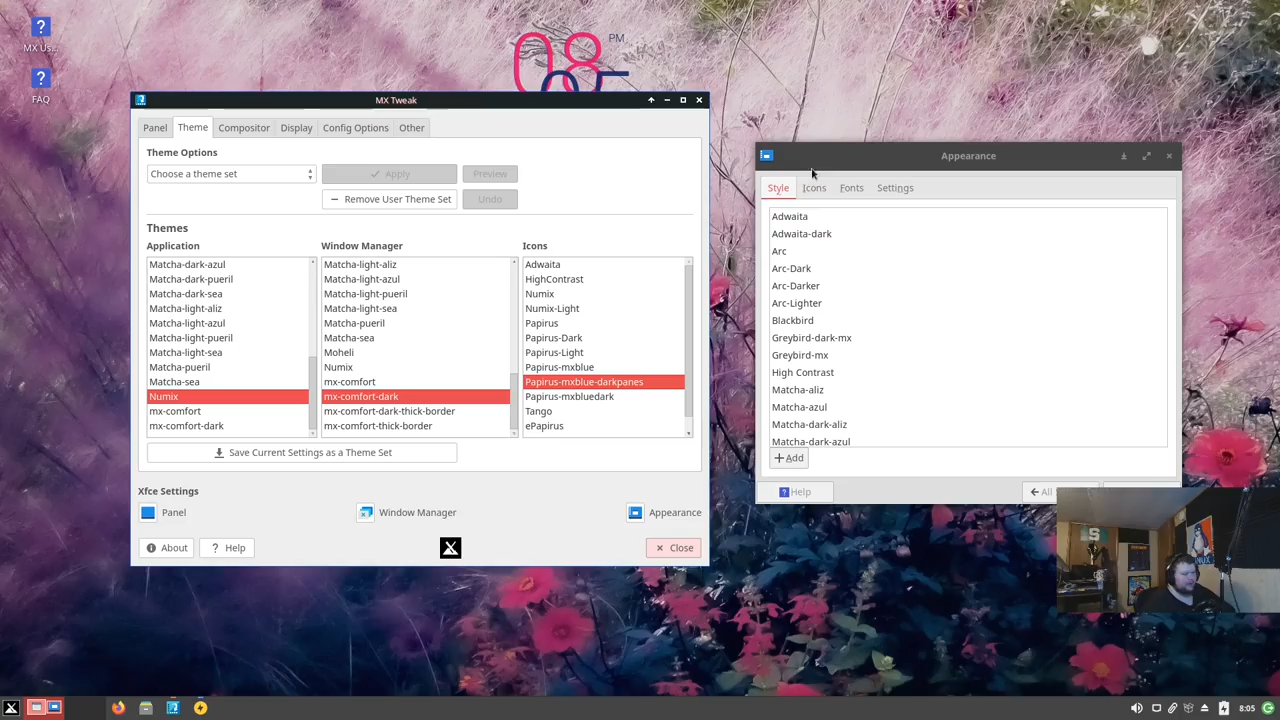 MX Us...
FAQ
08
PM
MX Tweak
Panel
Theme
Compositor
Display
Config Options
Other
Theme Options
Choose a theme set
Apply
Preview
Remove User Theme Set
Undo
Themes
Application
Matcha-dark-azul
Matcha-dark-pueril
Matcha-dark-sea
Matcha-light-aliz
Matcha-light-azul
Matcha-light-pueril
Matcha-light-sea
Matcha-pueril
Matcha-sea
Numix
mx-comfort
mx-comfort-dark
Window Manager
Matcha-light-aliz
Matcha-light-azul
Matcha-light-pueril
Matcha-light-sea
Matcha-pueril
Matcha-sea
Moheli
Numix
mx-comfort
mx-comfort-dark
mx-comfort-dark-thick-border
mx-comfort-thick-border
Icons
Adwaita
HighContrast
Numix
Numix-Light
Papirus
Papirus-Dark
Papirus-Light
Papirus-mxblue
Papirus-mxblue-darkpanes
Papirus-mxbluedark
Tango
ePapirus
Save Current Settings as a Theme Set
Xfce Settings
Panel
Window Manager
Appearance
About
? Help
Close
Appearance
Style
Icons
Fonts
Settings
Adwaita
Adwaita-dark
Arc
Arc-Dark
Arc-Darker
Arc-Lighter
Blackbird
Greybird-dark-mx
Greybird-mx
High Contrast
Matcha-aliz
Matcha-azul
Matcha-dark-aliz
Matcha-dark-azul
Add
Help
All
8:05